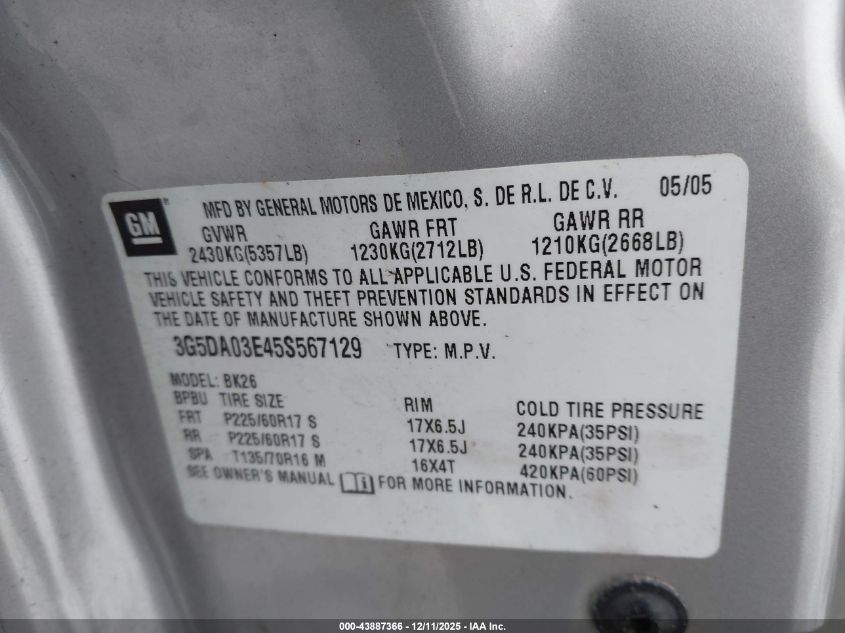 GM
MFD BY GENERAL MOTORS DE MEXICO, S. DE R.L. DE C.V. 05/05
GVWR GAWR FRT GAWR RR
2430KG(5357LB) 1230KG(2712LB) 1210KG(2668LB)
THIS VEHICLE CONFORMS TO ALL APPLICABLE U.S. FEDERAL MOTOR
VEHICLE SAFETY AND THEFT PREVENTION STANDARDS IN EFFECT ON
THE DATE OF MANUFACTURE SHOWN ABOVE.
3G5DA03E45S567129 TYPE: M.P.V.
MODEL: BK26
BPBU TIRE SIZE RIM COLD TIRE PRESSURE
FRT P225/60R17 S 17X6.5J 240KPA(35PSI)
RR P225/60R17 S 17X6.5J 240KPA(35PSI)
SPA T135/70R16 M 16X4T 420KPA(60PSI)
SEE OWNER'S MANUAL i FOR MORE INFORMATION.
000-43887366 - 12/11/2025 - IAA Inc.